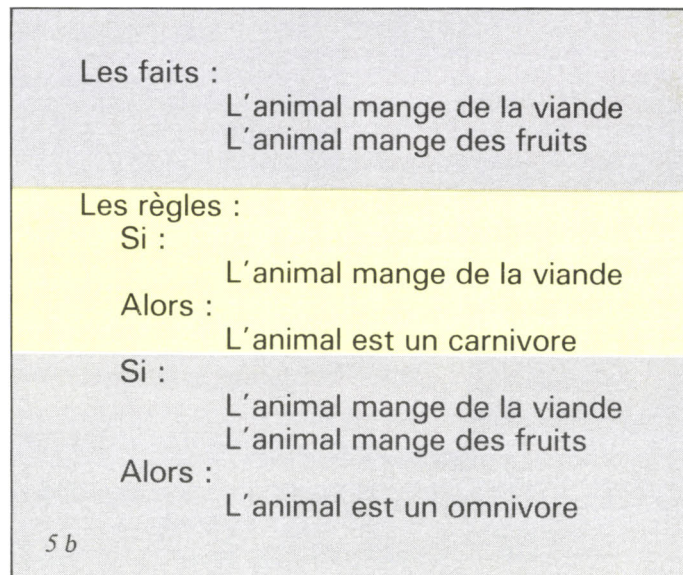 Les faits :
L'animal mange de la viande
L'animal mange des fruits
Les règles :
Si :
L'animal mange de la viande
Alors :
L'animal est un carnivore
Si :
L'animal mange de la viande
L'animal mange des fruits
Alors :
L'animal est un omnivore
5 b